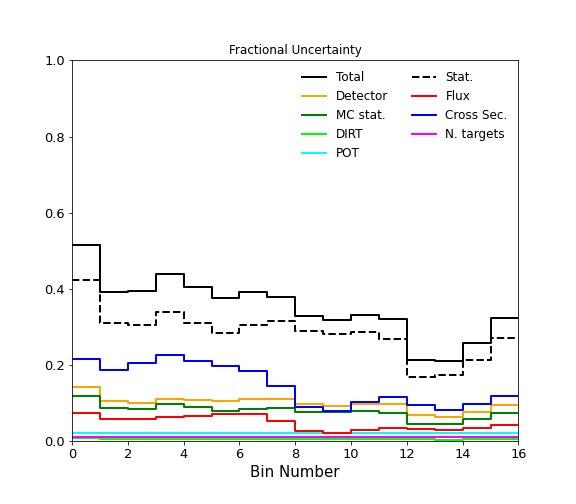 Fractional Uncertainty
1.0
0.8
0.6
0.4
0.2
0.0
Total
Detector
MC stat.
DIRT
POT
Stat.
Flux
Cross Sec.
N. targets
0 2 4 6 8 10 12 14 16
Bin Number